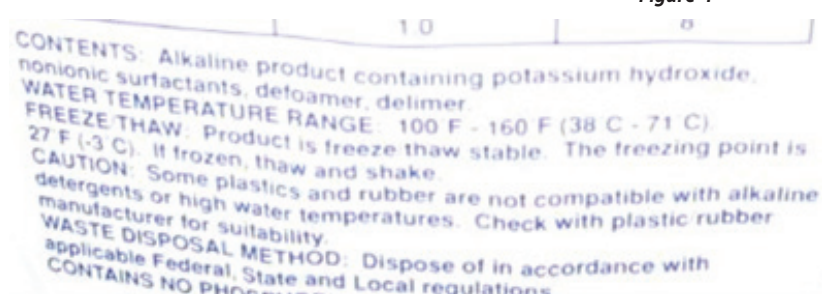 Figure
1.0 8
CONTENTS: Alkaline product containing potassium hydroxide,
nonionic surfactants, defoamer, delimer.
WATER TEMPERATURE RANGE: 100 F - 160 F (38 C - 71 C).
FREEZE/THAW: Product is freeze thaw stable. The freezing point is
27 F (-3 C). If frozen, thaw and shake.
CAUTION: Some plastics and rubber are not compatible with alkaline
detergents or high water temperatures. Check with plastic/rubber
manufacturer for suitability.
WASTE DISPOSAL METHOD: Dispose of in accordance with
applicable Federal, State and Local regulations.
CONTAINS NO